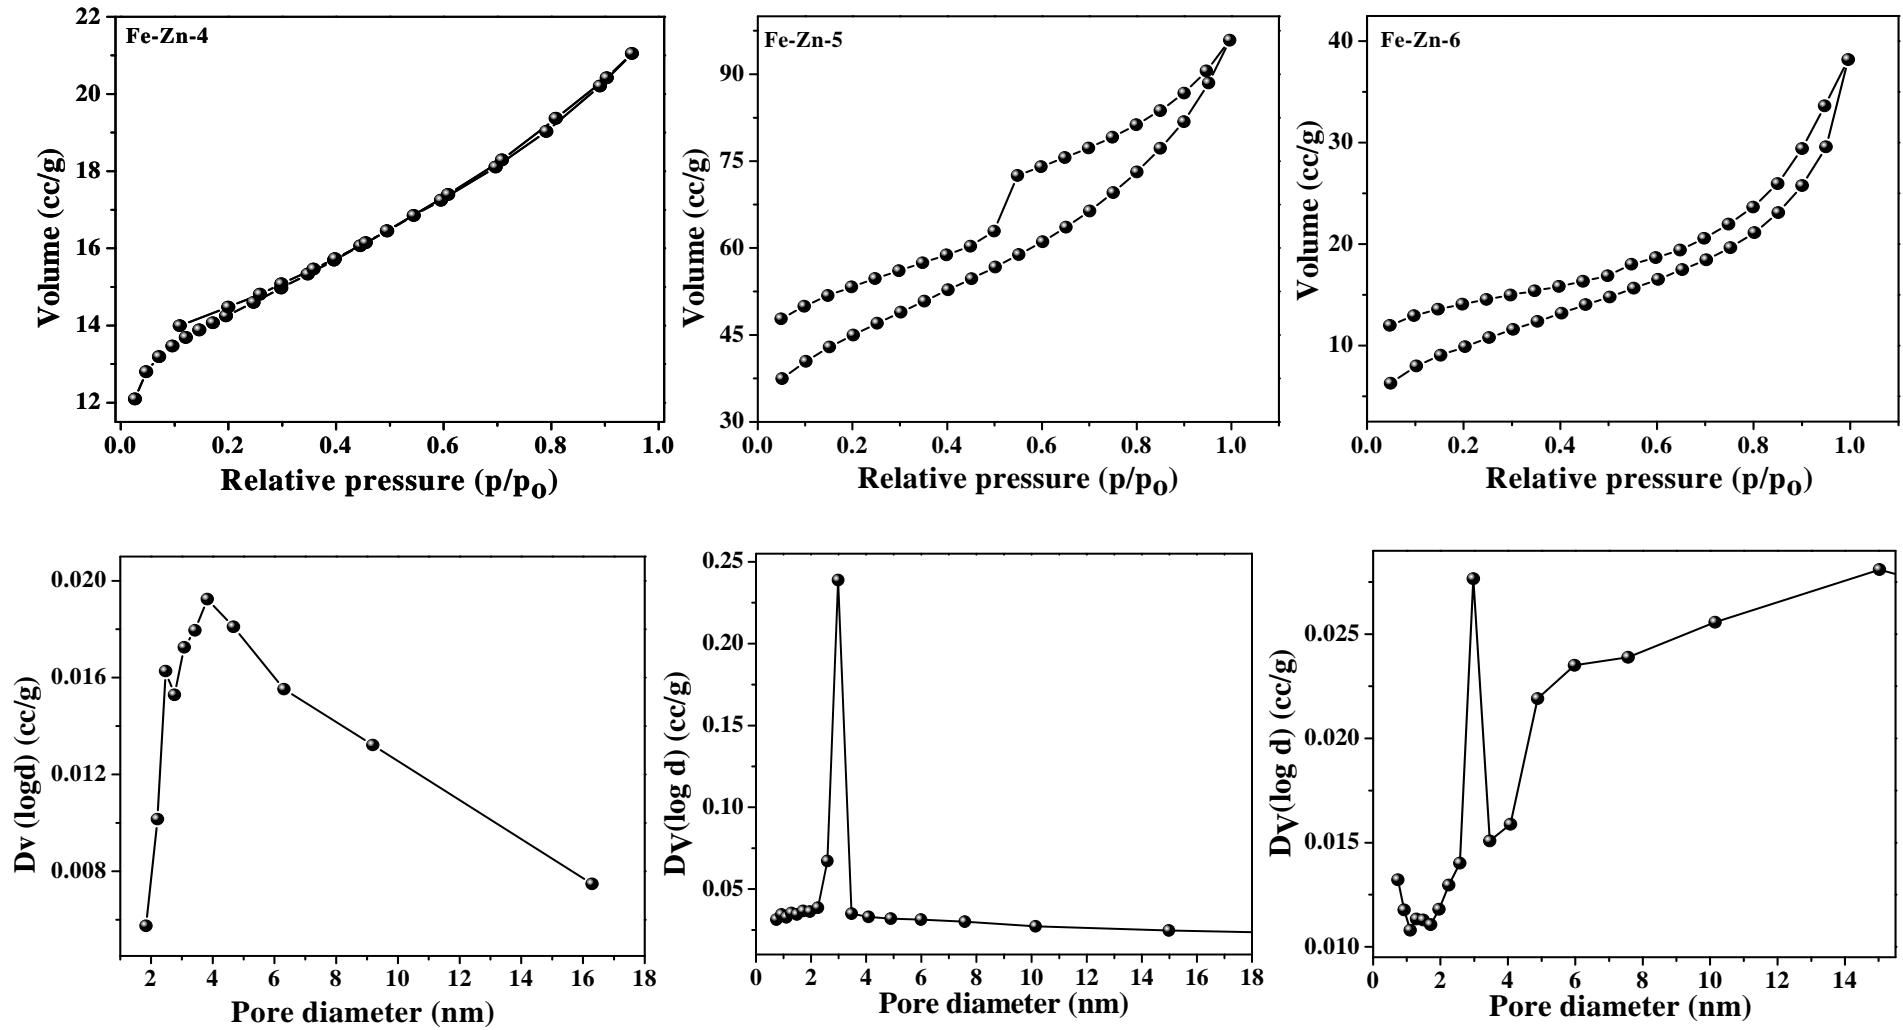 Fe-Zn-4
22
20
18
16
14
12
Volume (cc/g)
0.0 0.2 0.4 0.6 0.8 1.0
Relative pressure (p/po)
Fe-Zn-5
90
75
60
45
30
Volume (cc/g)
0.0 0.2 0.4 0.6 0.8 1.0
Relative pressure (p/po)
Fe-Zn-6
40
30
20
10
Volume (cc/g)
0.0 0.2 0.4 0.6 0.8 1.0
Relative pressure (p/po)
0.020
0.016
0.012
0.008
Dv (logd) (cc/g)
2 4 6 8 10 12 14 16 18
Pore diameter (nm)
0.25
0.20
0.15
0.10
0.05
Dv(log d) (cc/g)
0 2 4 6 8 10 12 14 16 18
Pore diameter (nm)
0.025
0.020
0.015
0.010
Dv(log d) (cc/g)
0 2 4 6 8 10 12 14
Pore diameter (nm)